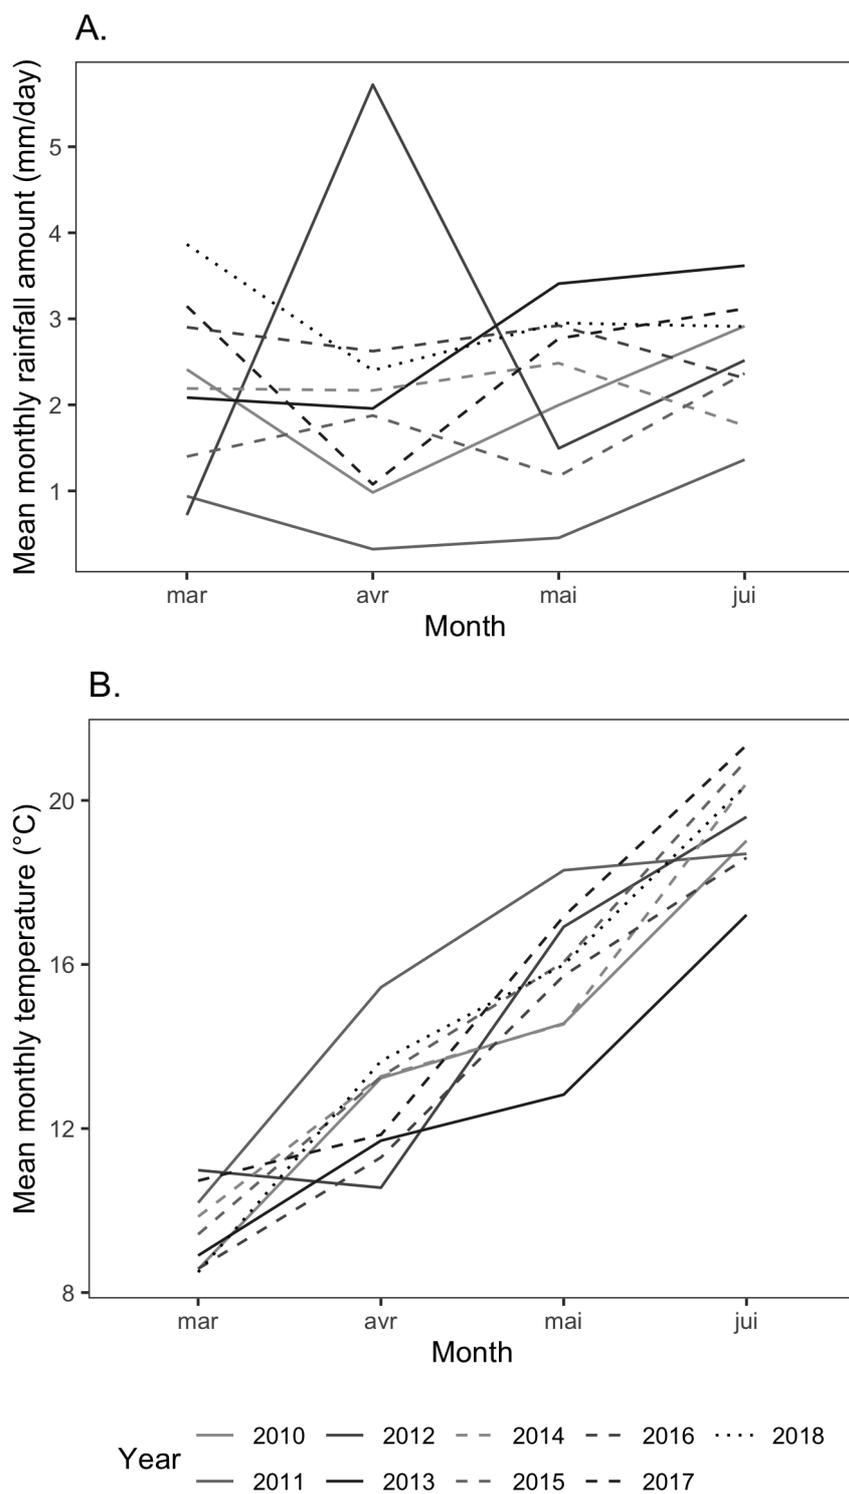 A.
Mean monthly rainfall amount (mm/day)
5
4
3
2
1
mar avr mai jui
Month
B.
Mean monthly temperature (°C)
20
16
12
8
mar avr mai jui
Month
Year
2010 2012 2014 2016 2018
2011 2013 2015 2017